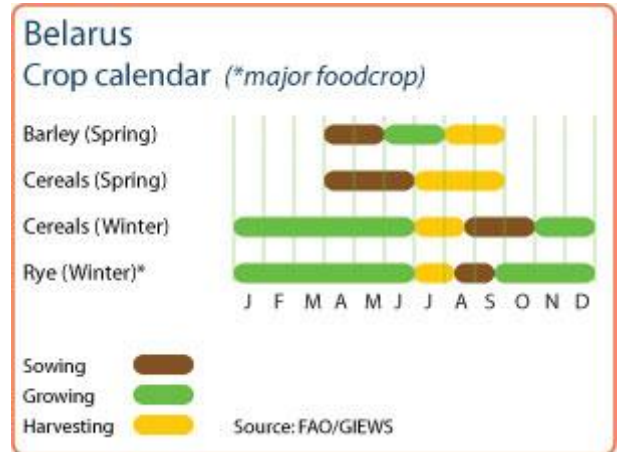 Belarus
Crop calendar (*major foodcrop)
Barley (Spring)
Cereals (Spring)
Cereals (Winter)
Rye (Winter)*
J F M A M J J A S O N D
Sowing
Growing
Harvesting
Source: FAO/GIEWS